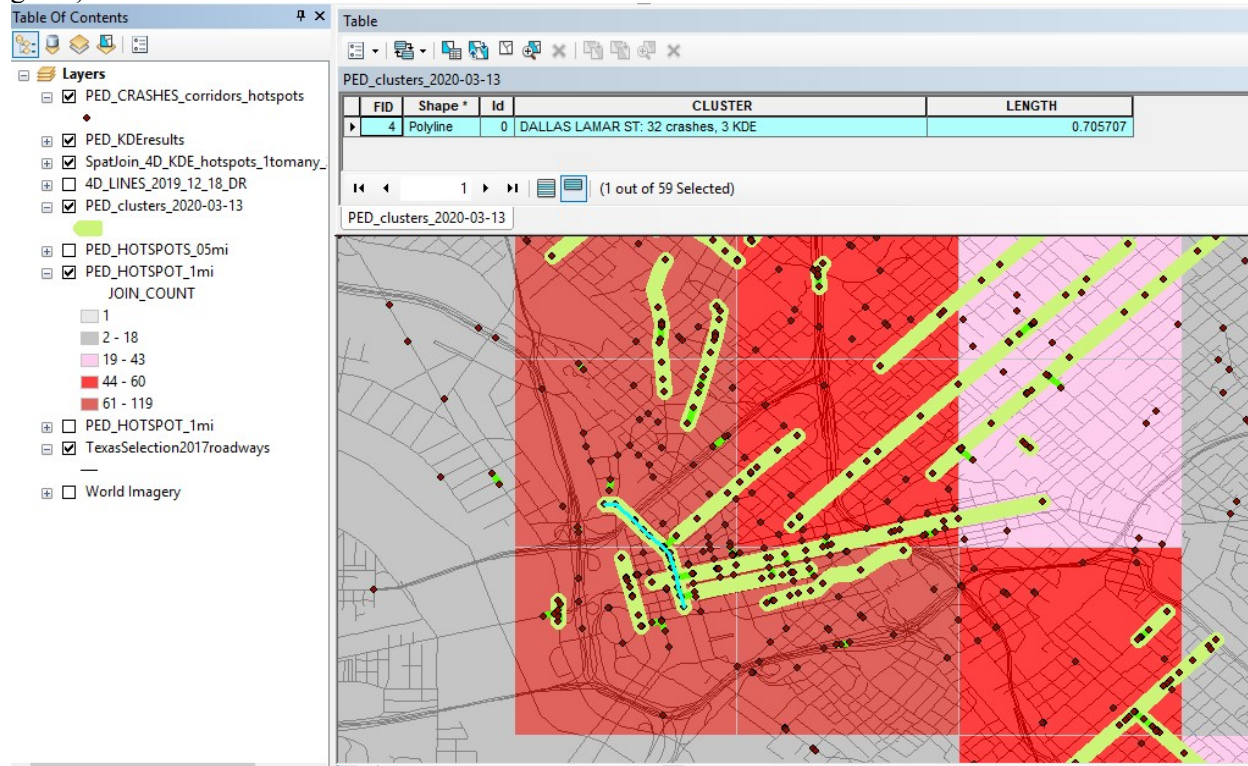 Table Of Contents
Layers
PED_CRASHES_corridors_hotspots
PED_KDEresults
SpatJoin_4D_KDE_hotspots_1tomany_
4D_LINES_2019_12_18_DR
PED_clusters_2020-03-13
PED_HOTSPOTS_05mi
PED_HOTSPOT_1mi
JOIN_COUNT
1
2 - 18
19 - 43
44 - 60
61 - 119
PED_HOTSPOT_1mi
TexasSelection2017roadways
World Imagery
Table
PED_clusters_2020-03-13
FID Shape * Id CLUSTER LENGTH
4 Polyline 0 DALLAS LAMAR ST: 32 crashes, 3 KDE 0.705707
1 (1 out of 59 Selected)
PED_clusters_2020-03-13